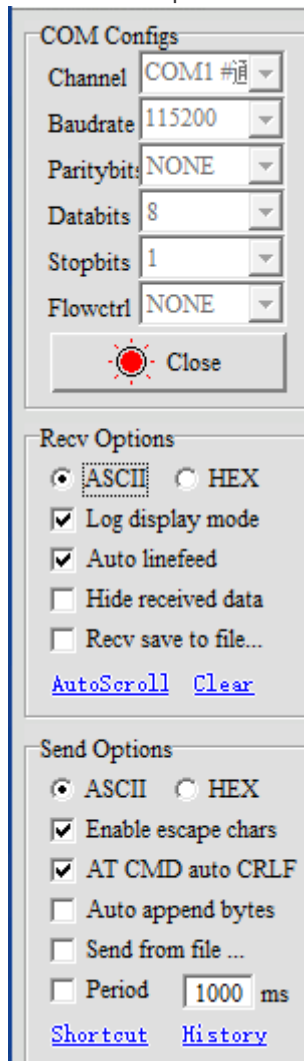 COM Configs
Channel COM1 #通
Baudrate 115200
Paritybits NONE
Databits 8
Stopbits 1
Flowctrl NONE
Close
Recv Options
ASCII HEX
Log display mode
Auto linefeed
Hide received data
Recv save to file...
AutoScroll Clear
Send Options
ASCII HEX
Enable escape chars
AT CMD auto CRLF
Auto append bytes
Send from file ...
Period 1000 ms
Shortcut History